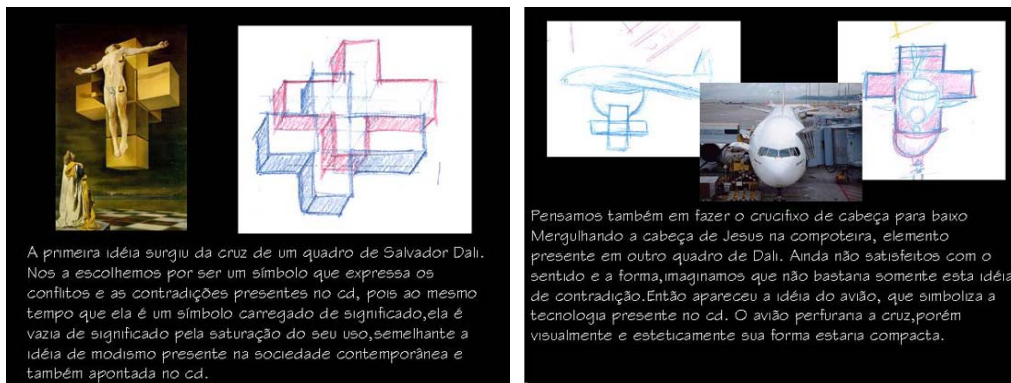 A primeira idéia surgiu da cruz de um quadro de Salvador Dali.
Nos a escolhemos por ser um símbolo que expressa os
conflitos e as contradições presentes no cd, pois ao mesmo
tempo que ela é um símbolo carregado de significado,ela é
vazia de significado pela saturação do seu uso,semelhante a
idéia de modismo presente na sociedade contemporânea e
também apontada no cd.
Pensamos também em fazer o crucifixo de cabeça para baixo
Mergulhando a cabeça de Jesus na compoteira, elemento
presente em outro quadro de Dali. Ainda não satisfeitos com o
sentido e a forma,imaginamos que não bastaria somente esta idéia
de contradição.Então apareceu a idéia do avião, que simboliza a
tecnologia presente no cd. O avião perfuraria a cruz,porém
visualmente e esteticamente sua forma estaria compacta.